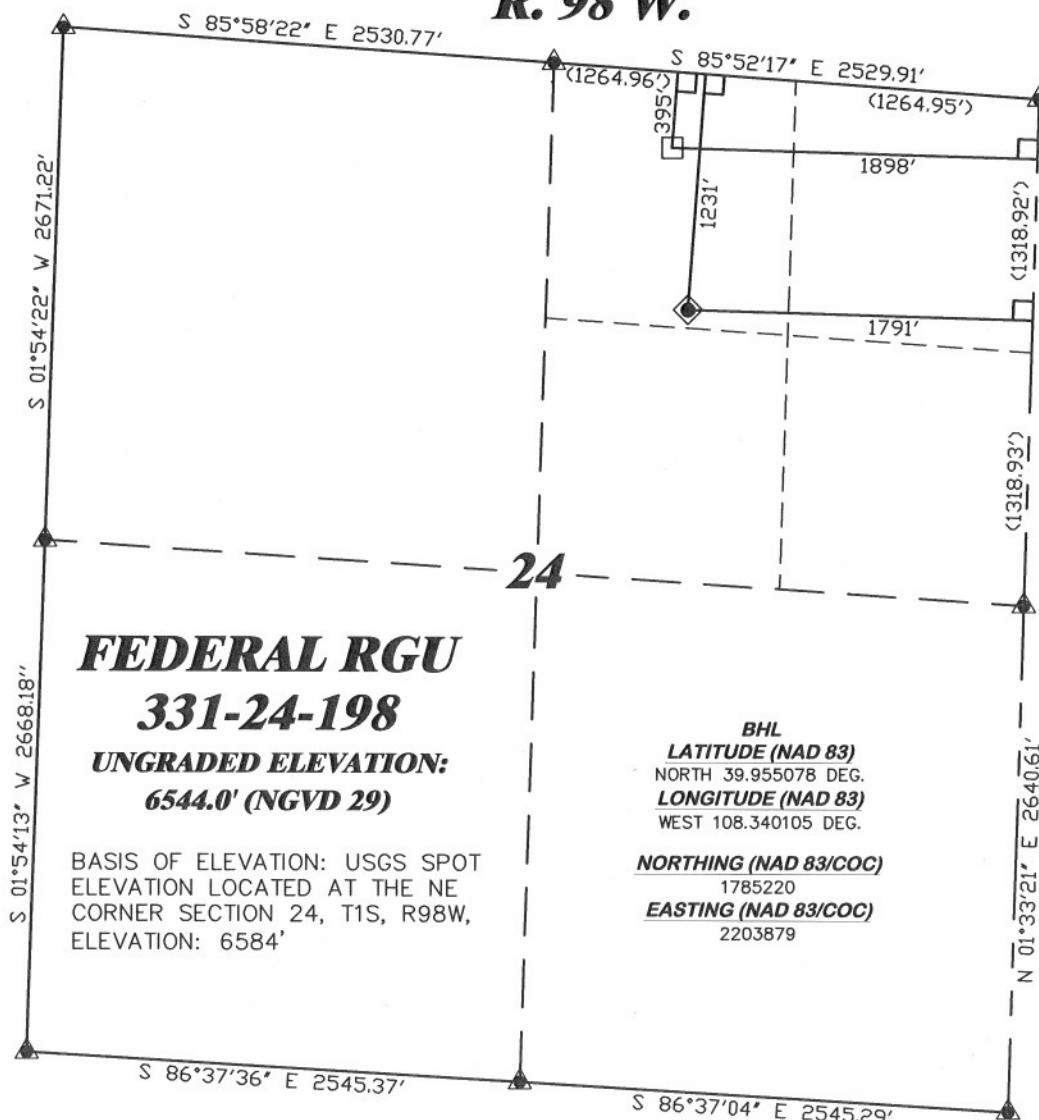 R. 98 W.
S 85°58'22" E 2530.77'
S 85°52'17" E 2529.91'
(1264.96')
(1264.95')
395'
1898'
1231'
(1318.92')
1791'
S 01°54'22" W 2671.22'
(1318.93')
24
FEDERAL RGU
331-24-198
UNGRADED ELEVATION:
6544.0' (NGVD 29)
BASIS OF ELEVATION: USGS SPOT
ELEVATION LOCATED AT THE NE
CORNER SECTION 24, T1S, R98W,
ELEVATION: 6584'
BHL
LATITUDE (NAD 83)
NORTH 39.955078 DEG.
LONGITUDE (NAD 83)
WEST 108.340105 DEG.
NORTHING (NAD 83/COC)
1785220
EASTING (NAD 83/COC)
2203879
S 01°54'13" W 2668.18''
N 01°33'21" E 2640.61'
S 86°37'36" E 2545.37'
S 86°37'04" E 2545.29'